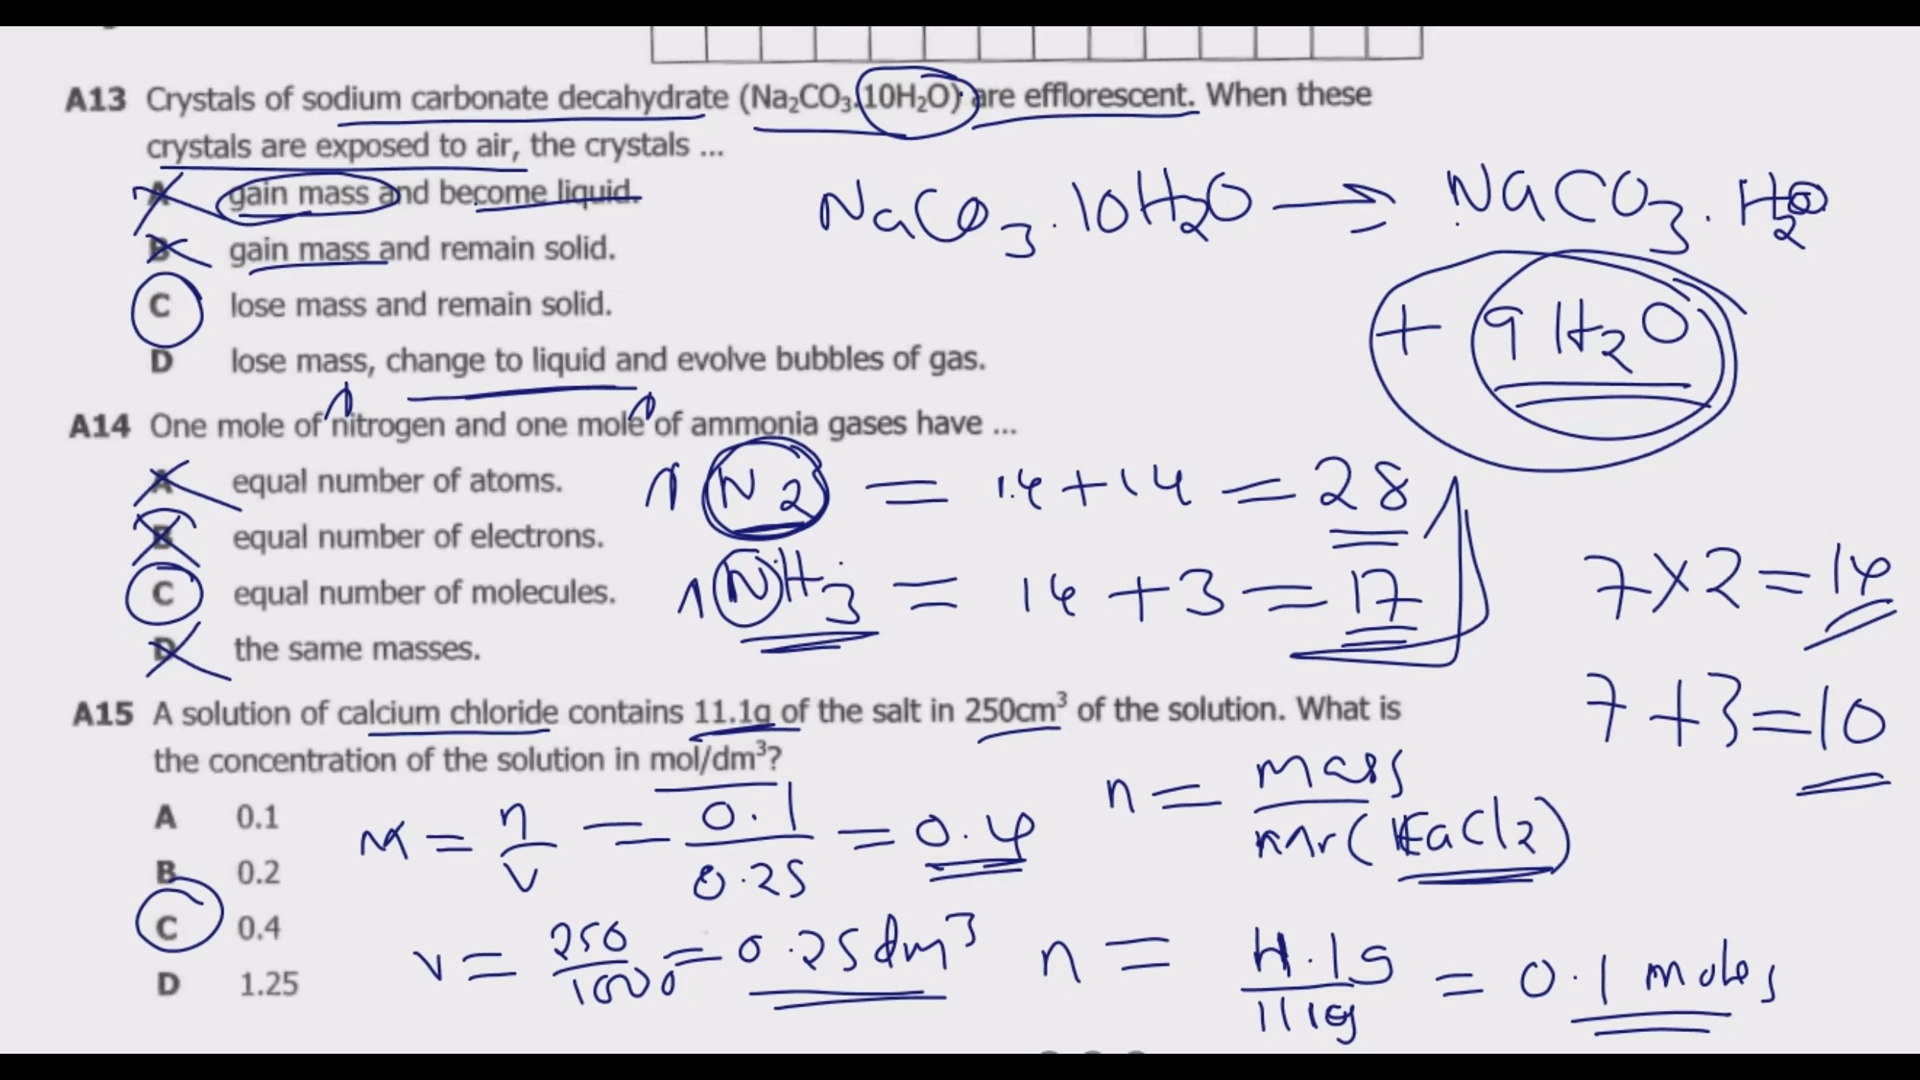 A13 Crystals of sodium carbonate decahydrate (Na₂CO₃.10H₂O) are efflorescent. When these
crystals are exposed to air, the crystals ...
A gain mass and become liquid.
B gain mass and remain solid.
C lose mass and remain solid.
D lose mass, change to liquid and evolve bubbles of gas.
NaCO₃.10H₂O → NaCO₃.H₂O
+ 9H₂O
A14 One mole of nitrogen and one mole of ammonia gases have ...
A equal number of atoms.
B equal number of electrons.
C equal number of molecules.
D the same masses.
1 N₂ = 14+14 = 28
1 NH₃ = 14+3 = 17
7×2=14
7+3=10
A15 A solution of calcium chloride contains 11.1g of the salt in 250cm³ of the solution. What is
the concentration of the solution in mol/dm³?
A 0.1
B 0.2
C 0.4
D 1.25
M = n/v = 0.1/0.25 = 0.4
v = 250/1000 = 0.25dm³
n = mass/Mr(CaCl₂)
n = 11.1g/111g = 0.1 moles